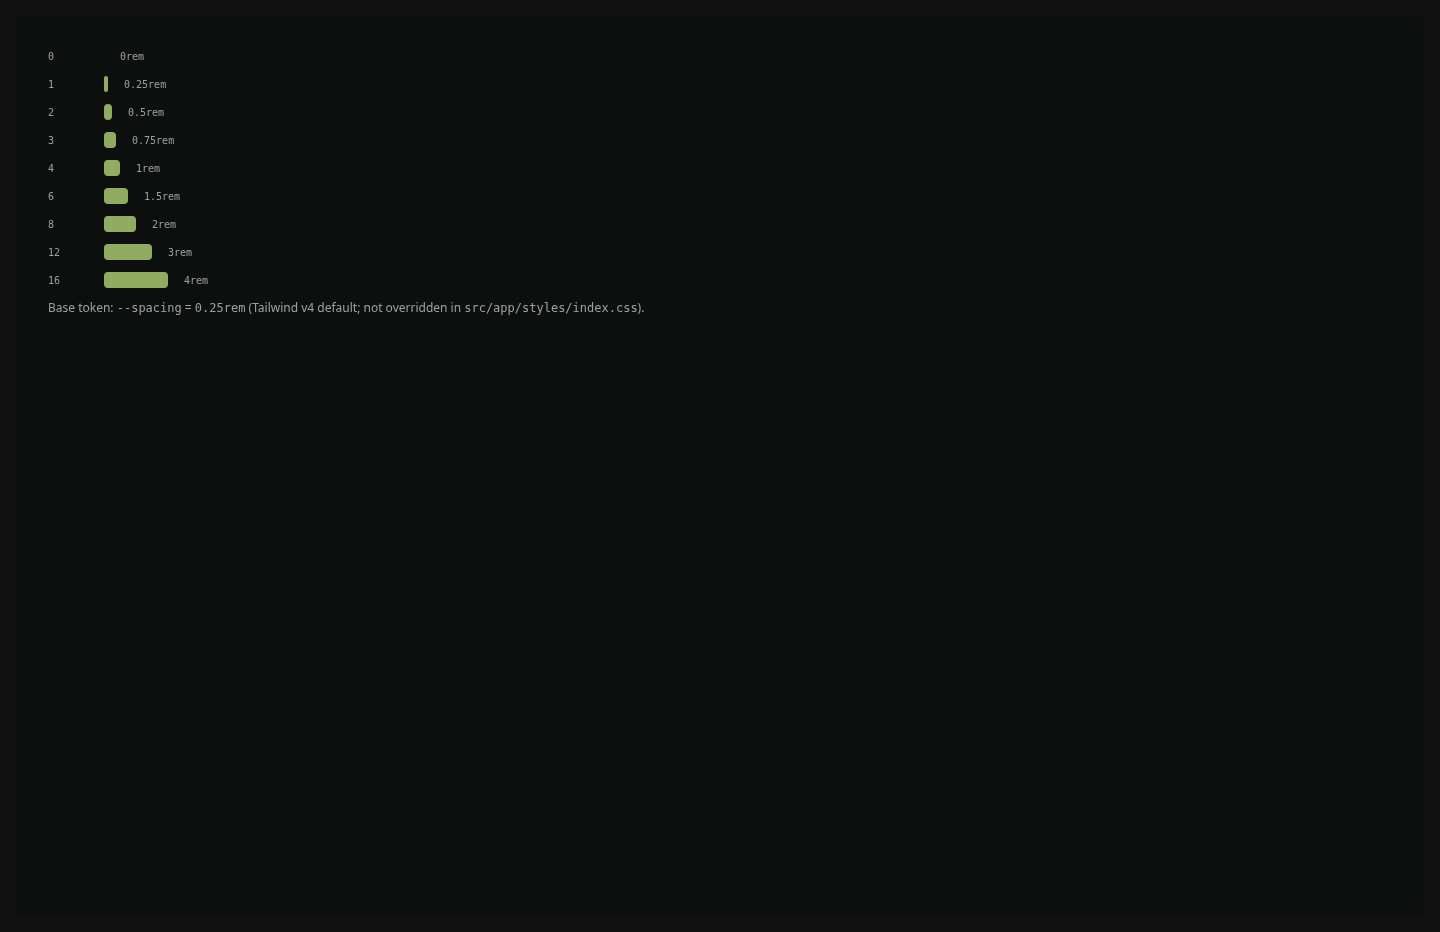 0 0rem
1 0.25rem
2 0.5rem
3 0.75rem
4 1rem
6 1.5rem
8 2rem
12 3rem
16 4rem
Base token: --spacing = 0.25rem (Tailwind v4 default; not overridden in src/app/styles/index.css).